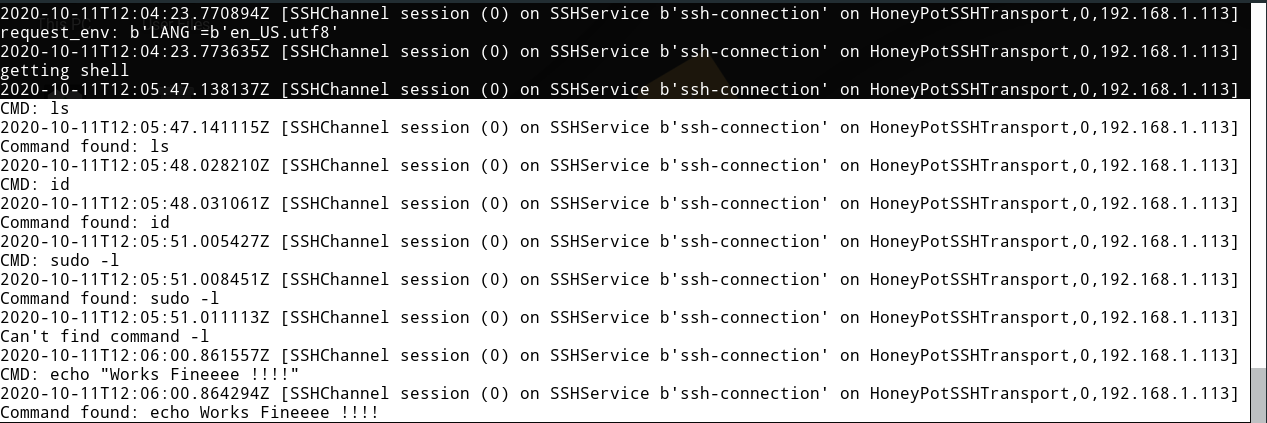 2020-10-11T12:04:23.770894Z [SSHChannel session (0) on SSHService b'ssh-connection' on HoneyPotSSHTransport,0,192.168.1.113]
request_env: b'LANG'=b'en_US.utf8'
2020-10-11T12:04:23.773635Z [SSHChannel session (0) on SSHService b'ssh-connection' on HoneyPotSSHTransport,0,192.168.1.113]
getting shell
2020-10-11T12:05:47.138137Z [SSHChannel session (0) on SSHService b'ssh-connection' on HoneyPotSSHTransport,0,192.168.1.113]
CMD: ls
2020-10-11T12:05:47.141115Z [SSHChannel session (0) on SSHService b'ssh-connection' on HoneyPotSSHTransport,0,192.168.1.113]
Command found: ls
2020-10-11T12:05:48.028210Z [SSHChannel session (0) on SSHService b'ssh-connection' on HoneyPotSSHTransport,0,192.168.1.113]
CMD: id
2020-10-11T12:05:48.031061Z [SSHChannel session (0) on SSHService b'ssh-connection' on HoneyPotSSHTransport,0,192.168.1.113]
Command found: id
2020-10-11T12:05:51.005427Z [SSHChannel session (0) on SSHService b'ssh-connection' on HoneyPotSSHTransport,0,192.168.1.113]
CMD: sudo -l
2020-10-11T12:05:51.008451Z [SSHChannel session (0) on SSHService b'ssh-connection' on HoneyPotSSHTransport,0,192.168.1.113]
Command found: sudo -l
2020-10-11T12:05:51.011113Z [SSHChannel session (0) on SSHService b'ssh-connection' on HoneyPotSSHTransport,0,192.168.1.113]
Can't find command -l
2020-10-11T12:06:00.861557Z [SSHChannel session (0) on SSHService b'ssh-connection' on HoneyPotSSHTransport,0,192.168.1.113]
CMD: echo "Works Fineeee !!!!"
2020-10-11T12:06:00.864294Z [SSHChannel session (0) on SSHService b'ssh-connection' on HoneyPotSSHTransport,0,192.168.1.113]
Command found: echo Works Fineeee !!!!